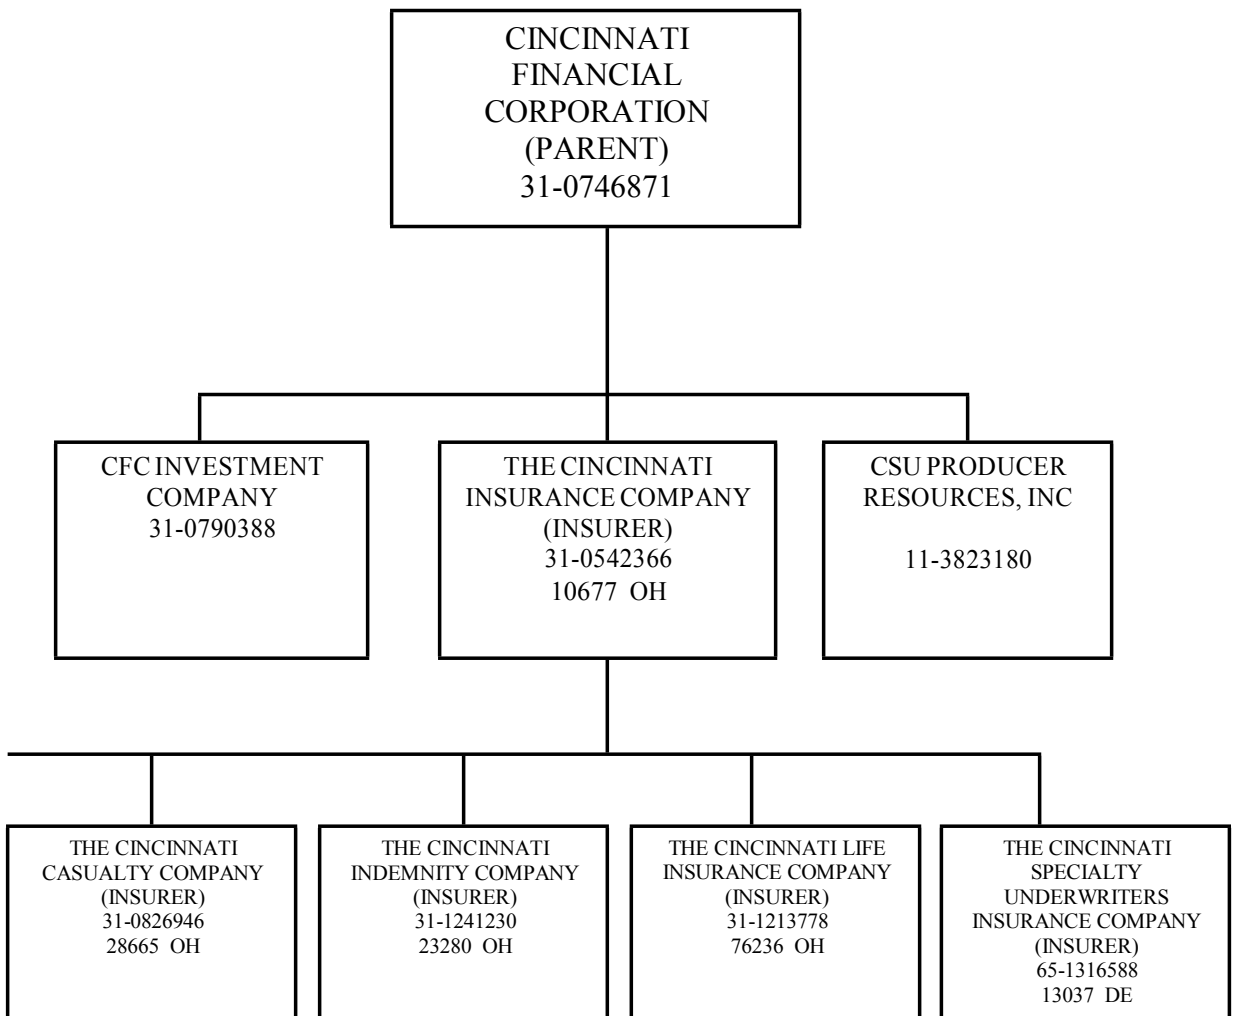 CINCINNATI
FINANCIAL
CORPORATION
(PARENT)
31-0746871
CFC INVESTMENT
COMPANY
31-0790388
THE CINCINNATI
INSURANCE COMPANY
(INSURER)
31-0542366
10677 OH
CSU PRODUCER
RESOURCES, INC
11-3823180
THE CINCINNATI
CASUALTY COMPANY
(INSURER)
31-0826946
28665 OH
THE CINCINNATI
INDEMNITY COMPANY
(INSURER)
31-1241230
23280 OH
THE CINCINNATI LIFE
INSURANCE COMPANY
(INSURER)
31-1213778
76236 OH
THE CINCINNATI
SPECIALTY
UNDERWRITERS
INSURANCE COMPANY
(INSURER)
65-1316588
13037 DE